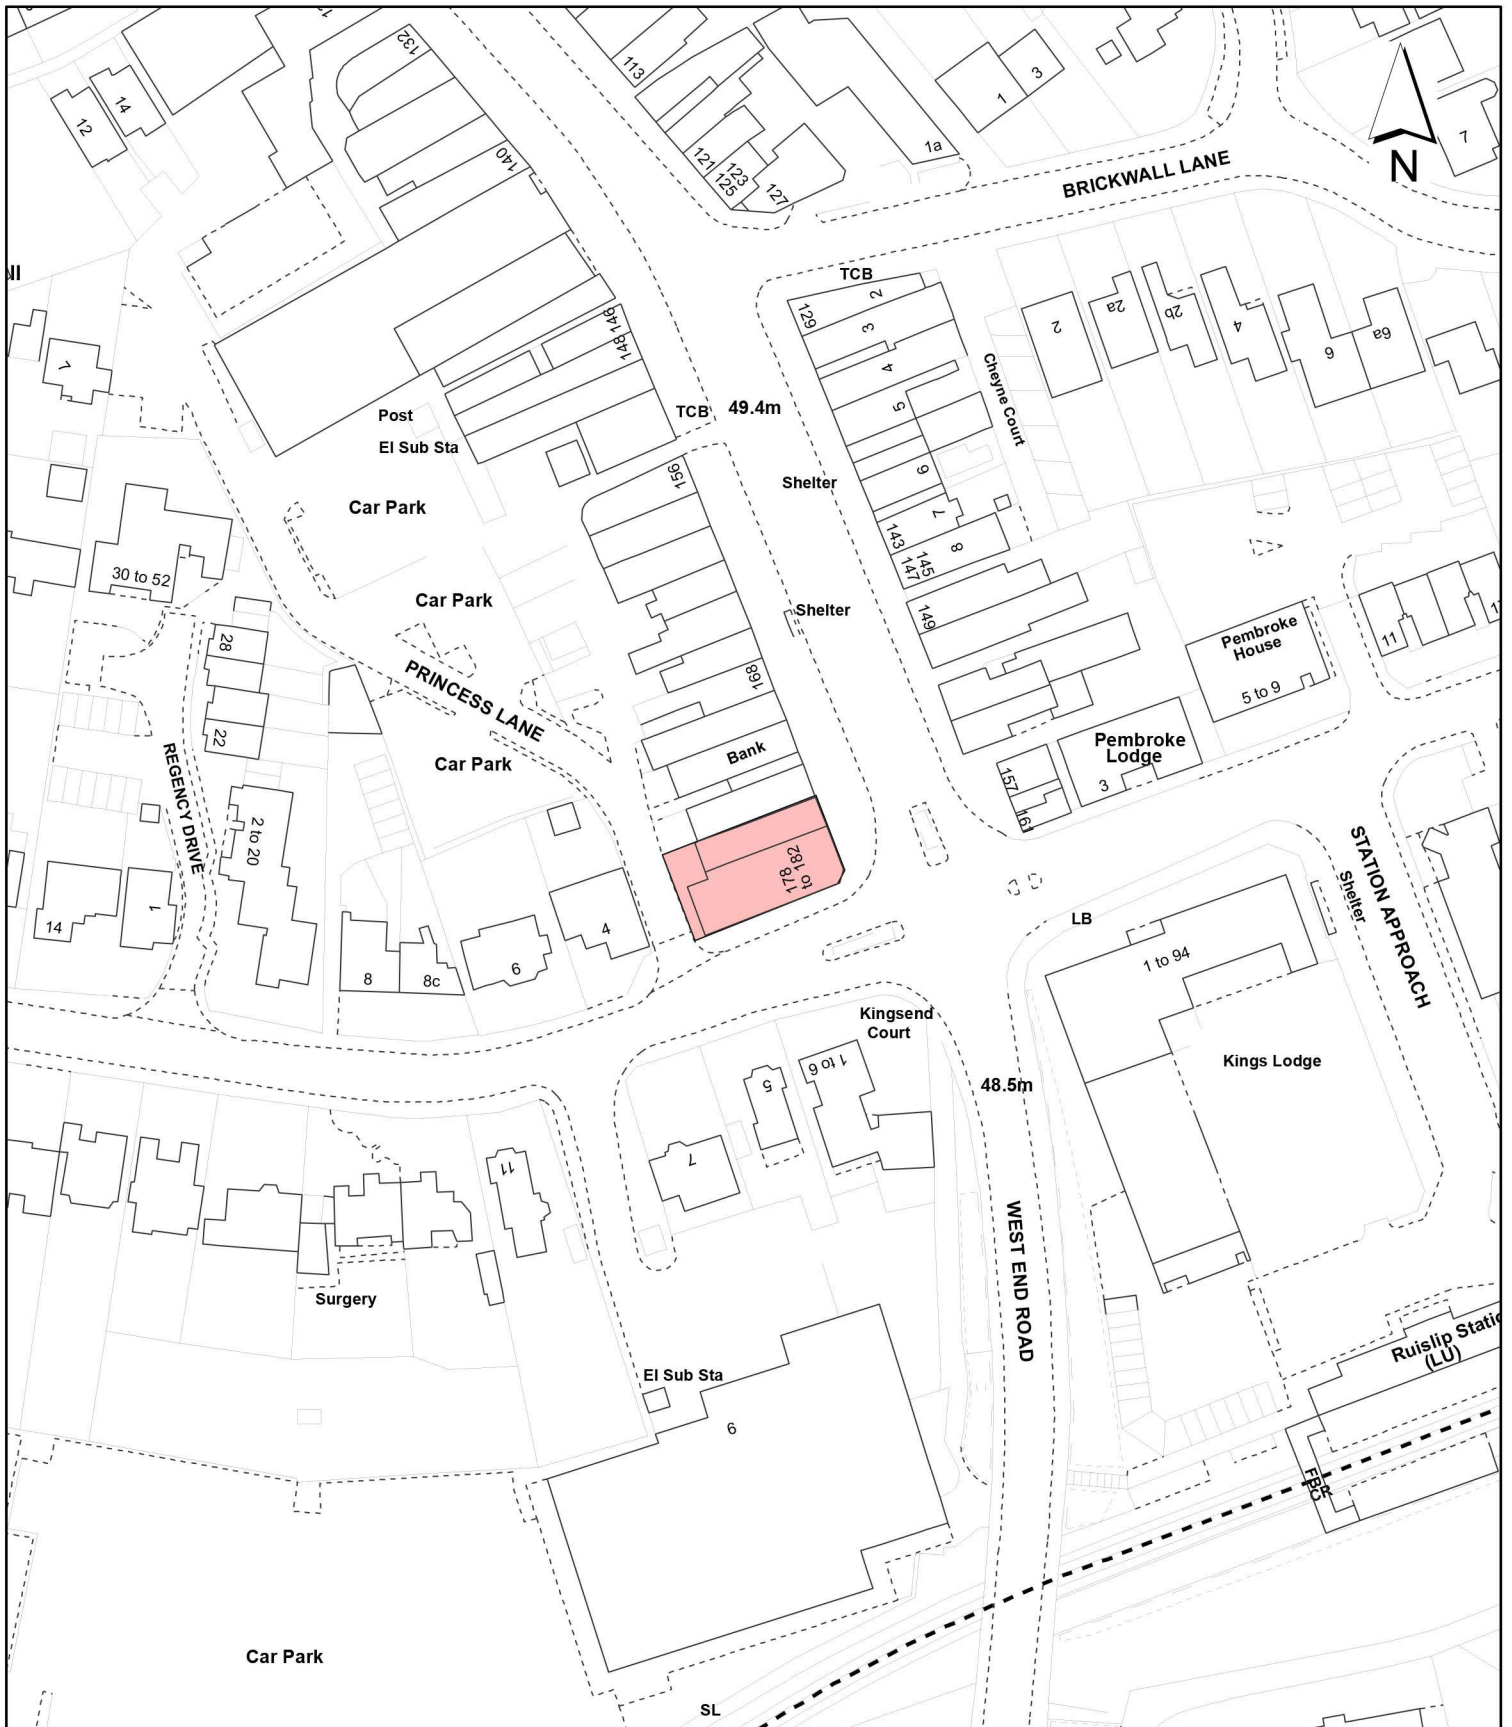 132
113
3
1
14
12
7
1a
121
123
125
127
140
BRICKWALL LANE
N
TCB
129
2
3
4
5
6
7
8
2
2a
2b
4
6
6a
Cheyne Court
146
148
7
Post
El Sub Sta
TCB
49.4m
156
Shelter
Car Park
143
145
147
149
30 to 52
Car Park
Shelter
Pembroke
House
5 to 9
11
28
22
168
PRINCESS LANE
Bank
Car Park
Pembroke
Lodge
3
157
161
REGENCY DRIVE
2 to 20
178
to 182
STATION APPROACH
Shelter
14
1
LB
1 to 94
4
6
8
8c
Kingsend
Court
1 to 6
5
7
48.5m
Kings Lodge
11
WEST END ROAD
Surgery
Ruislip Statio
(LU)
El Sub Sta
6
Car Park
SL